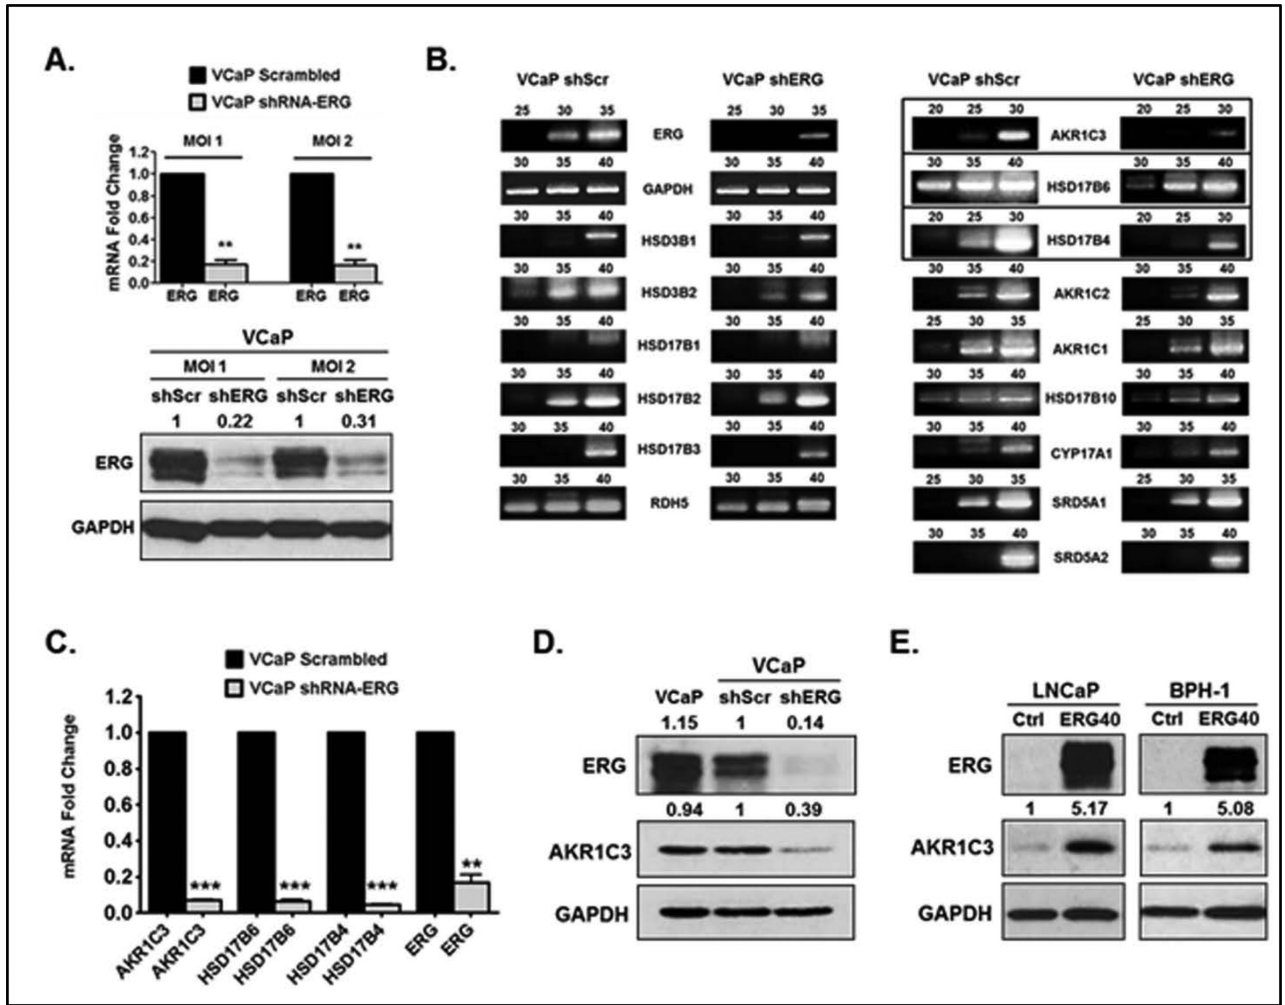 A.
VCaP Scrambled
VCaP shRNA-ERG
MOI 1 MOI 2
mRNA Fold Change
1.2
1.0
0.8
0.6
0.4
0.2
0.0
ERG ERG ERG ERG
** **
VCaP
MOI 1 MOI 2
shScr shERG shScr shERG
1 0.22 1 0.31
ERG
GAPDH
B.
VCaP shScr VCaP shERG
25 30 35 ERG 25 30 35
30 35 40 GAPDH 30 35 40
30 35 40 HSD3B1 30 35 40
30 35 40 HSD3B2 30 35 40
30 35 40 HSD17B1 30 35 40
30 35 40 HSD17B2 30 35 40
30 35 40 HSD17B3 30 35 40
30 35 40 RDH5 30 35 40
VCaP shScr VCaP shERG
20 25 30 AKR1C3 20 25 30
30 35 40 HSD17B6 30 35 40
20 25 30 HSD17B4 20 25 30
30 35 40 AKR1C2 30 35 40
25 30 35 AKR1C1 25 30 35
30 35 40 HSD17B10 30 35 40
30 35 40 CYP17A1 30 35 40
25 30 35 SRD5A1 25 30 35
30 35 40 SRD5A2 30 35 40
C.
VCaP Scrambled
VCaP shRNA-ERG
mRNA Fold Change
1.2
1.0
0.8
0.6
0.4
0.2
0.0
*** *** *** **
AKR1C3 AKR1C3 HSD17B6 HSD17B6 HSD17B4 HSD17B4 ERG ERG
D.
VCaP
VCaP shScr shERG
1.15 1 0.14
ERG
0.94 1 0.39
AKR1C3
GAPDH
E.
LNCaP BPH-1
Ctrl ERG40 Ctrl ERG40
ERG
1 5.17 1 5.08
AKR1C3
GAPDH